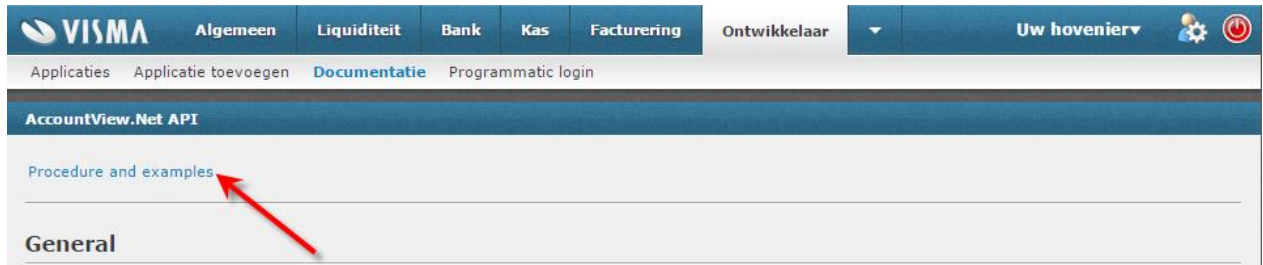 VISMA Algemeen Liquiditeit Bank Kas Facturering Ontwikkelaar Uw hovenier
Applicaties Applicatie toevoegen Documentatie Programmatic login
AccountView.Net API
Procedure and examples
General